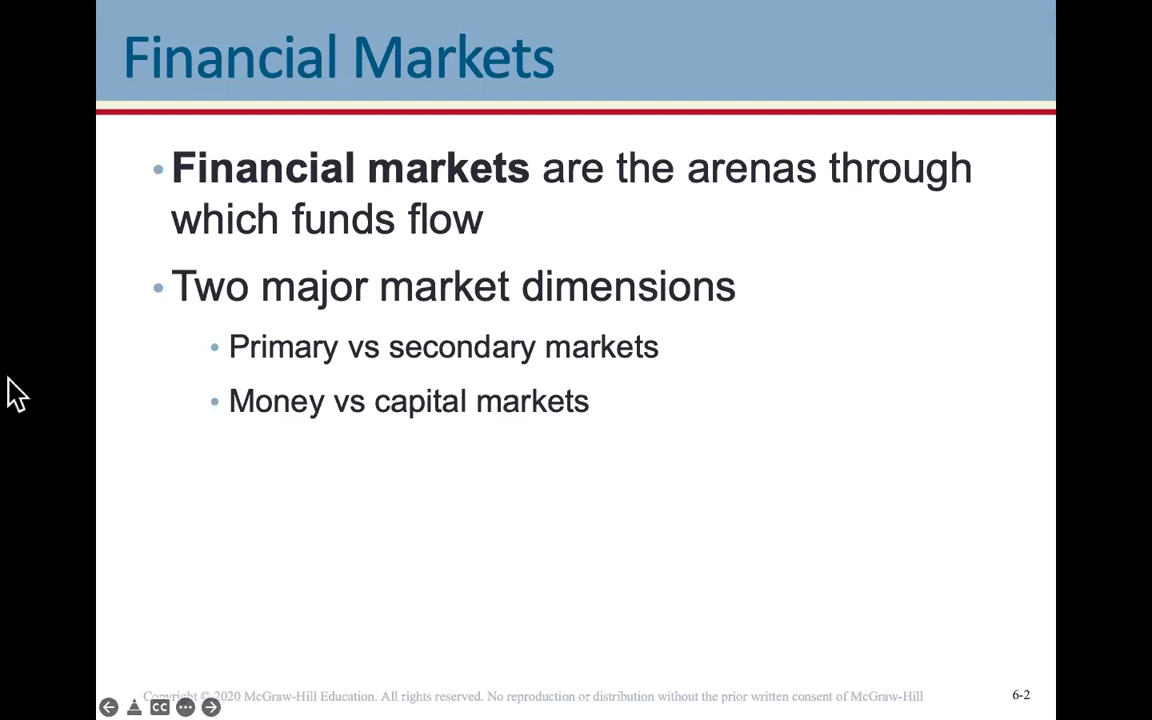 Financial Markets
• Financial markets are the arenas through
which funds flow
• Two major market dimensions
• Primary vs secondary markets
• Money vs capital markets
Copyright © 2020 McGraw-Hill Education. All rights reserved. No reproduction or distribution without the prior written consent of McGraw-Hill
6-2
CC